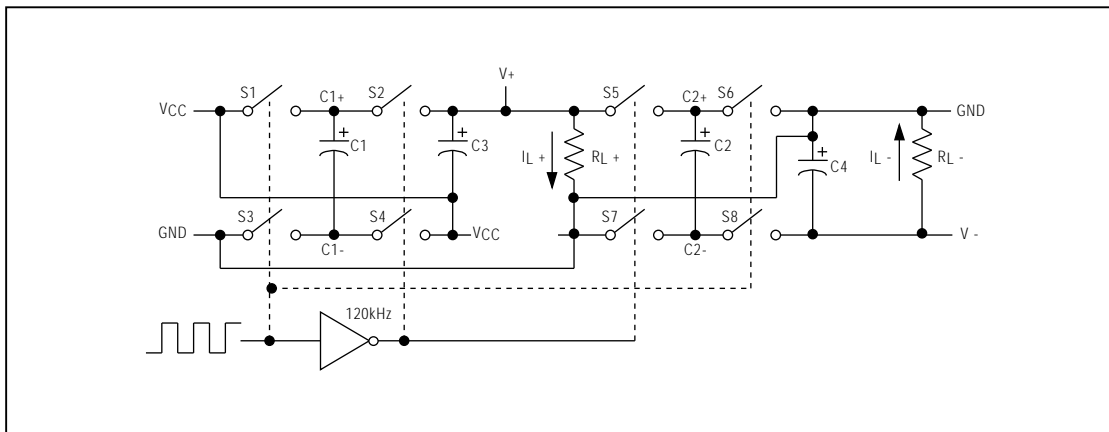 V+
VCC
S1
C1+
S2
S5
C2+
S6
GND
C1
C3
IL +
RL +
C2
C4
IL -
RL -
GND
S3
C1-
S4
VCC
S7
C2-
S8
V -
120kHz